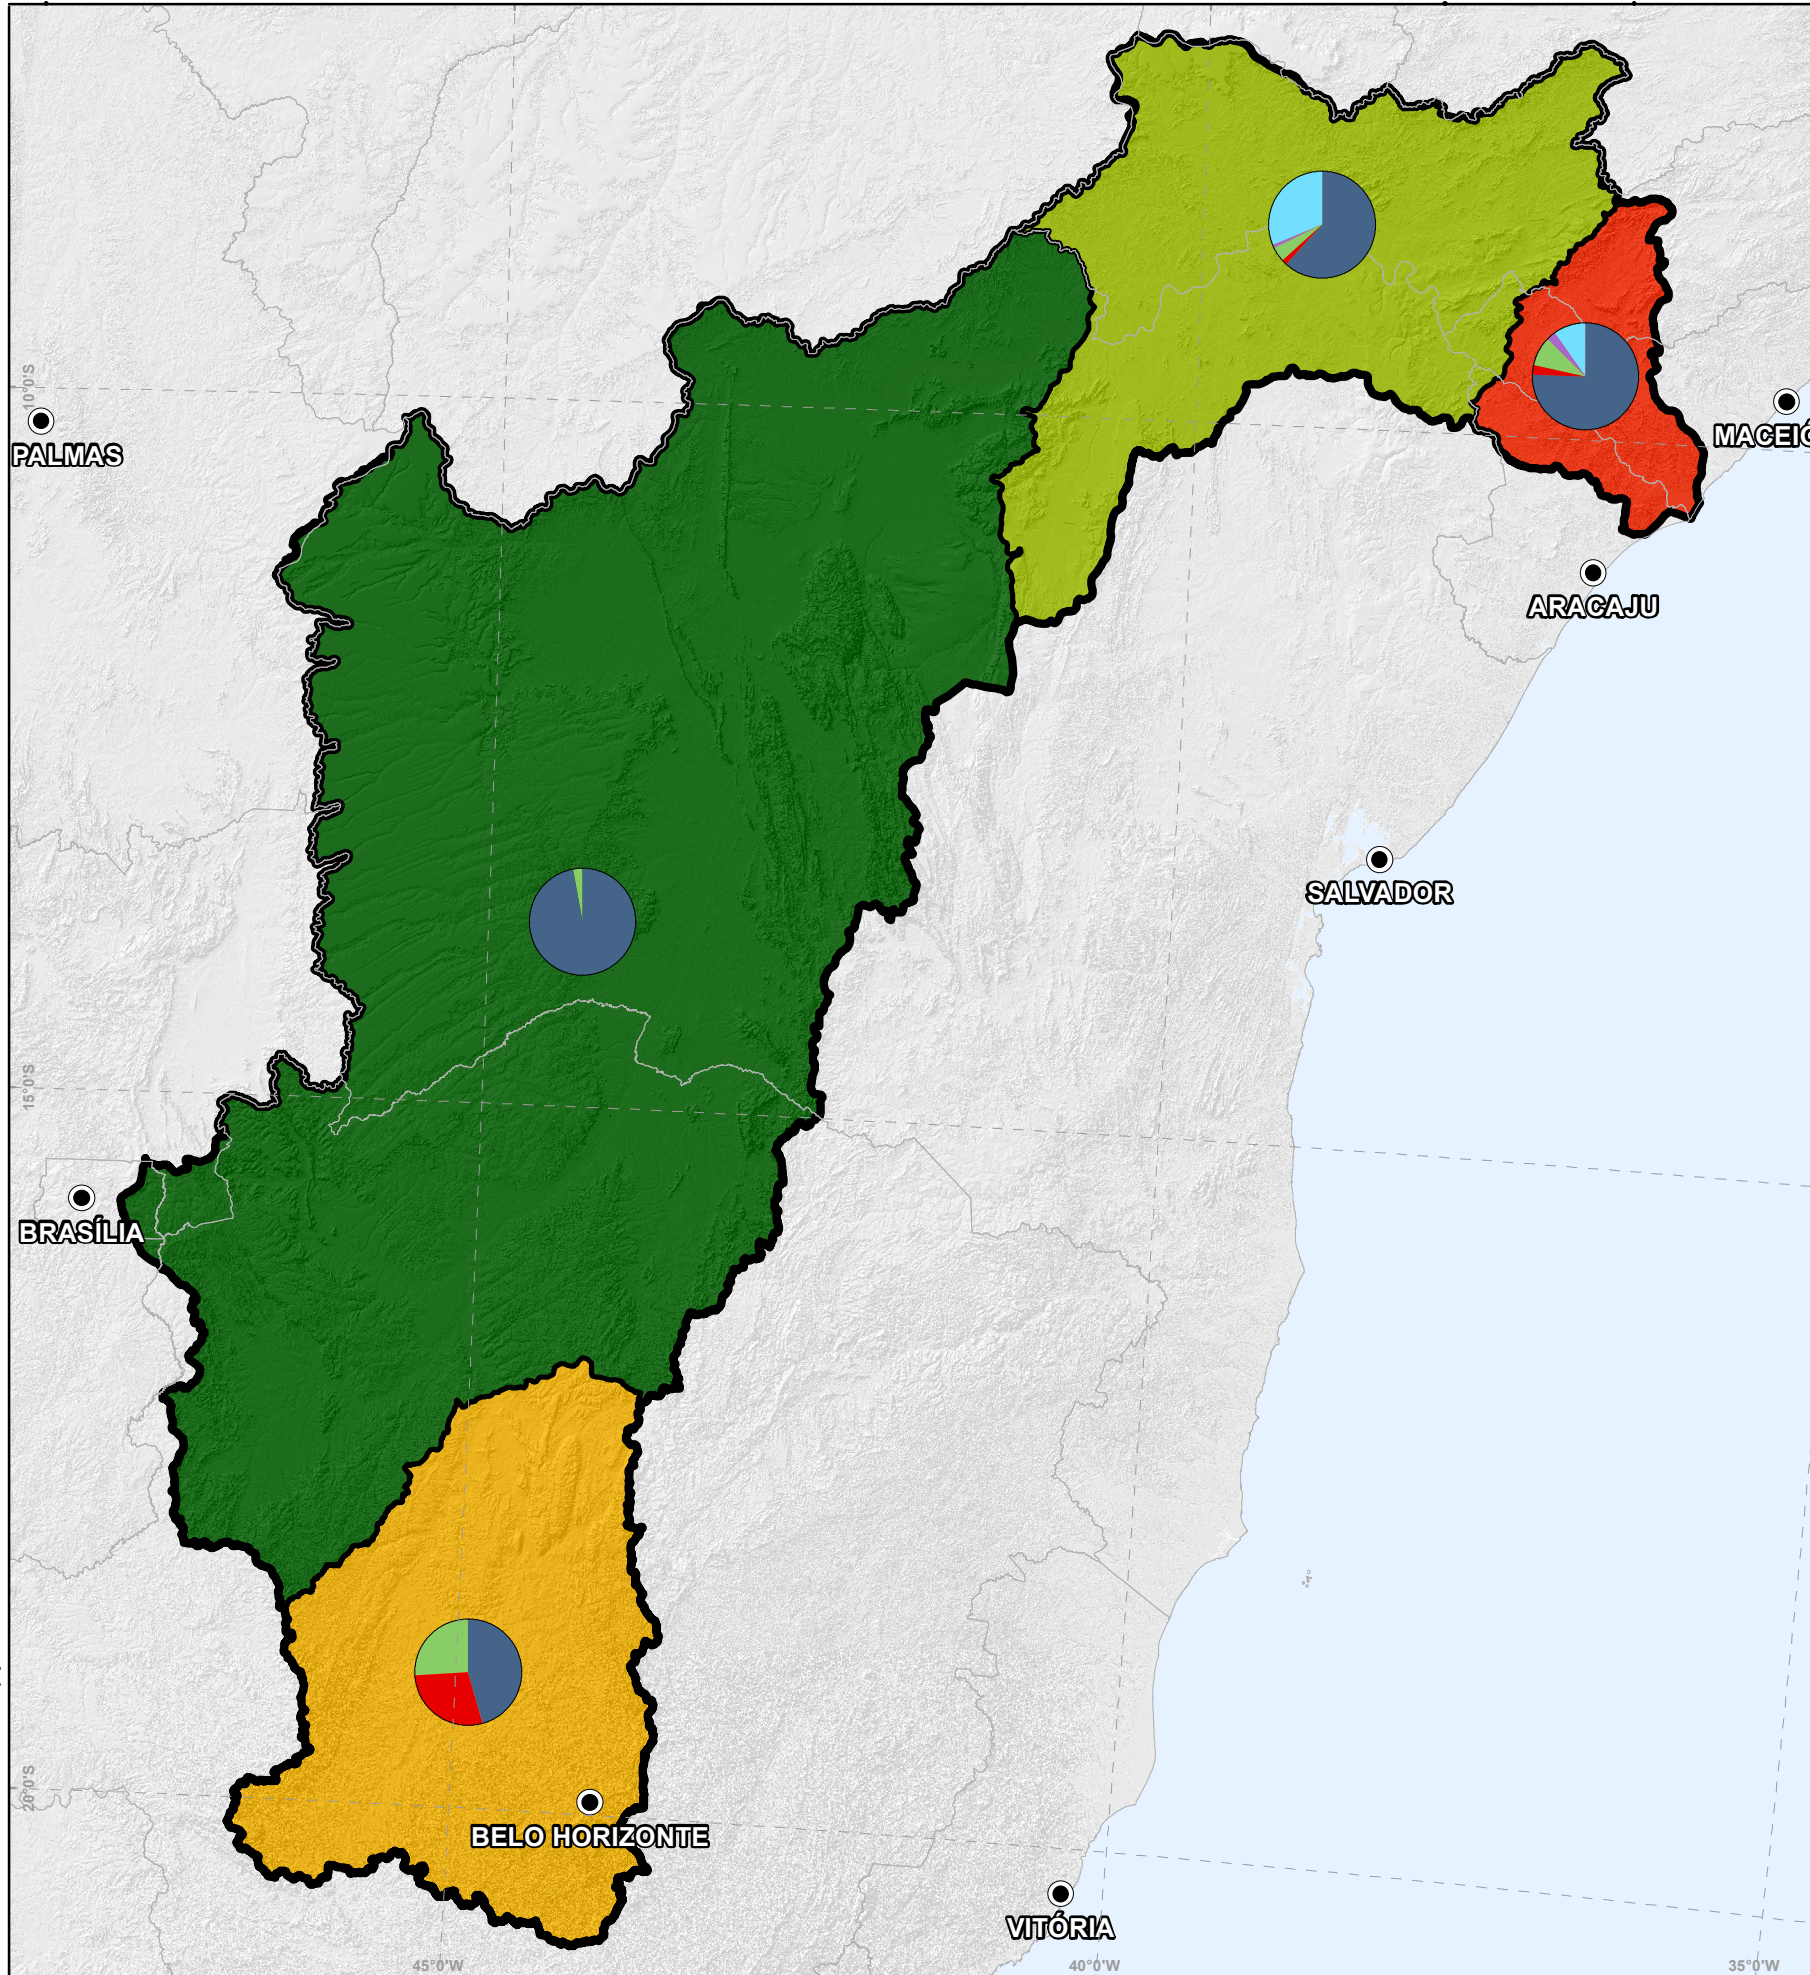 10°0'S
PALMAS
MACEIÓ
ARACAJU
SALVADOR
15°0'S
BRASÍLIA
20°0'S
BELO HORIZONTE
VITÓRIA
45°0'W
40°0'W
35°0'W